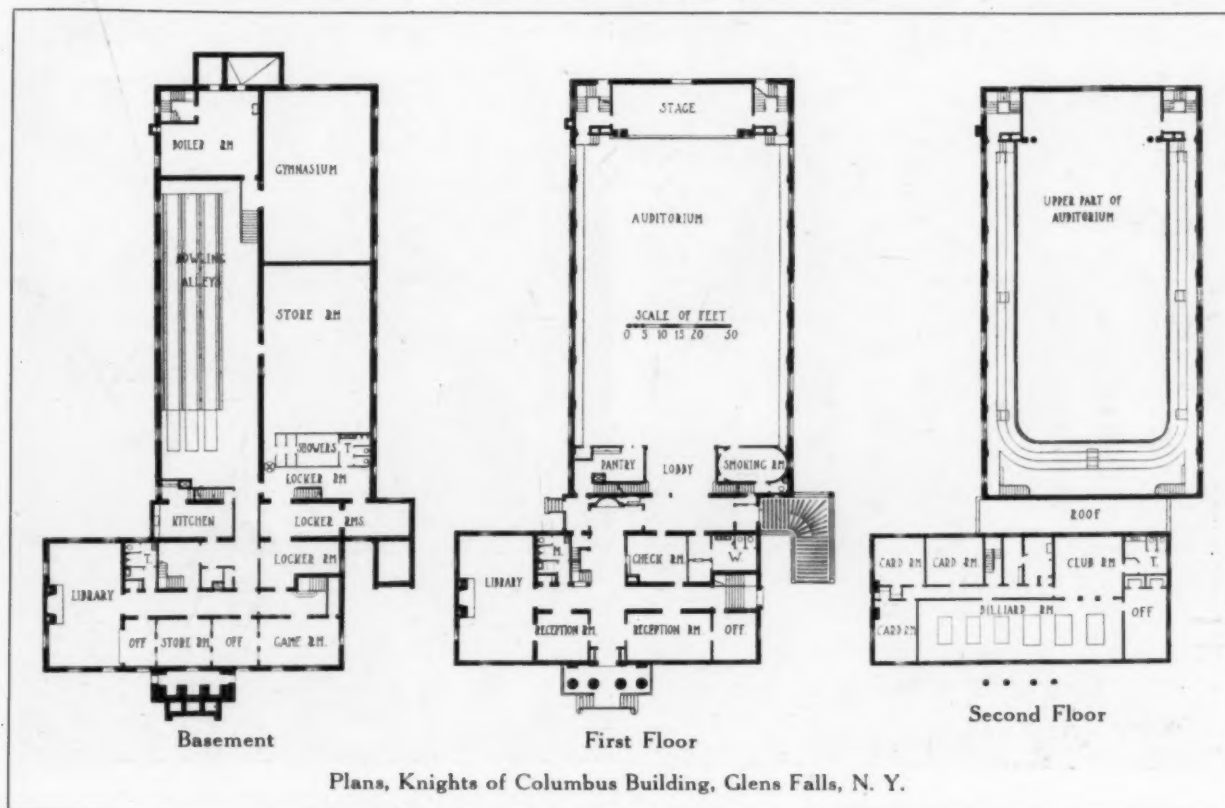 BOILER RM
GYMNASIUM
BOWLING
ALLEYS
STORE RM
SHOWERS T.
LOCKER RM
KITCHEN
LOCKER RMS.
T.
LOCKER RM
LIBRARY
OFF
STORE RM
OFF
GAME RM.
Basement
STAGE
AUDITORIUM
SCALE OF FEET
0 5 10 15 20 50
PANTRY
LOBBY
SMOKING RM
LIBRARY
M.
CHECK RM.
W.
RECEPTION RM.
RECEPTION RM.
OFF.
First Floor
UPPER PART OF
AUDITORIUM
ROOF
CARD RM
CARD RM.
CLUB RM.
T.
BILLIARD RM.
OFF
CARD RM
Second Floor
Plans, Knights of Columbus Building, Glens Falls, N. Y.